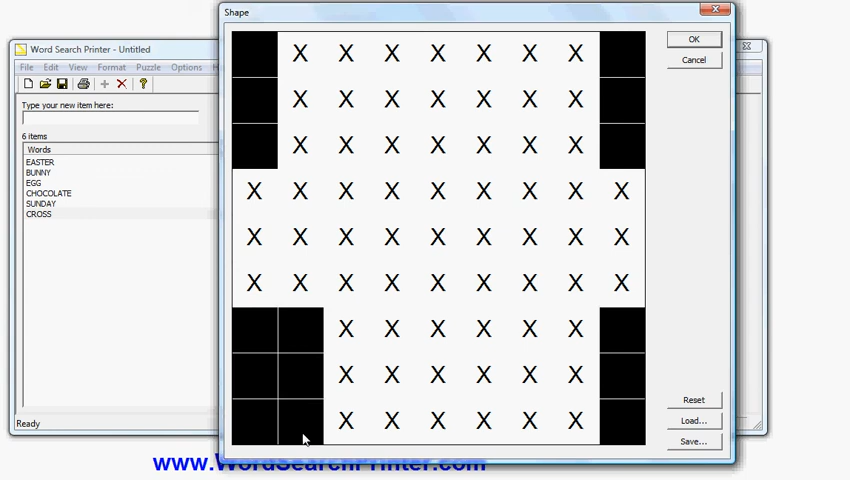 Shape
Word Search Printer - Untitled
File Edit View Format Puzzle Options
Type your new item here:
6 items
Words
EASTER
BUNNY
EGG
CHOCOLATE
SUNDAY
CROSS
Ready
X X X X X X X
X X X X X X X
X X X X X X X
X X X X X X X X X
X X X X X X X X X
X X X X X X X X X
X X X X X X
X X X X X X
X X X X X X
OK
Cancel
Reset
Load...
Save...
www.WordSearchPrinter.com